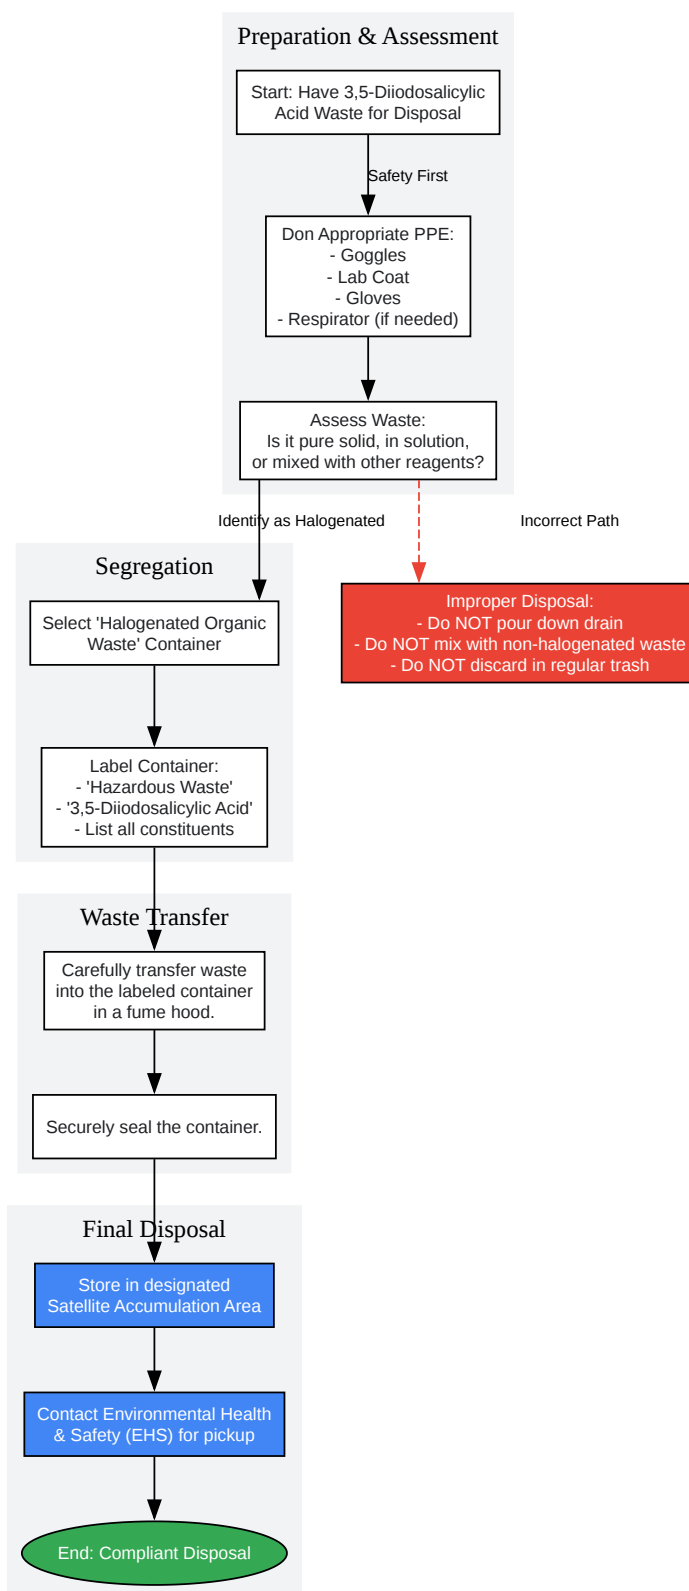 Preparation & Assessment
Start: Have 3,5-Diiodosalicylic
Acid Waste for Disposal
Safety First
Don Appropriate PPE:
- Goggles
- Lab Coat
- Gloves
- Respirator (if needed)
Assess Waste:
Is it pure solid, in solution,
or mixed with other reagents?
Identify as Halogenated
Incorrect Path
Segregation
Select 'Halogenated Organic
Waste' Container
Improper Disposal:
- Do NOT pour down drain
- Do NOT mix with non-halogenated waste
- Do NOT discard in regular trash
Label Container:
- 'Hazardous Waste'
- '3,5-Diiodosalicylic Acid'
- List all constituents
Waste Transfer
Carefully transfer waste
into the labeled container
in a fume hood.
Securely seal the container.
Final Disposal
Store in designated
Satellite Accumulation Area
Contact Environmental Health
& Safety (EHS) for pickup
End: Compliant Disposal